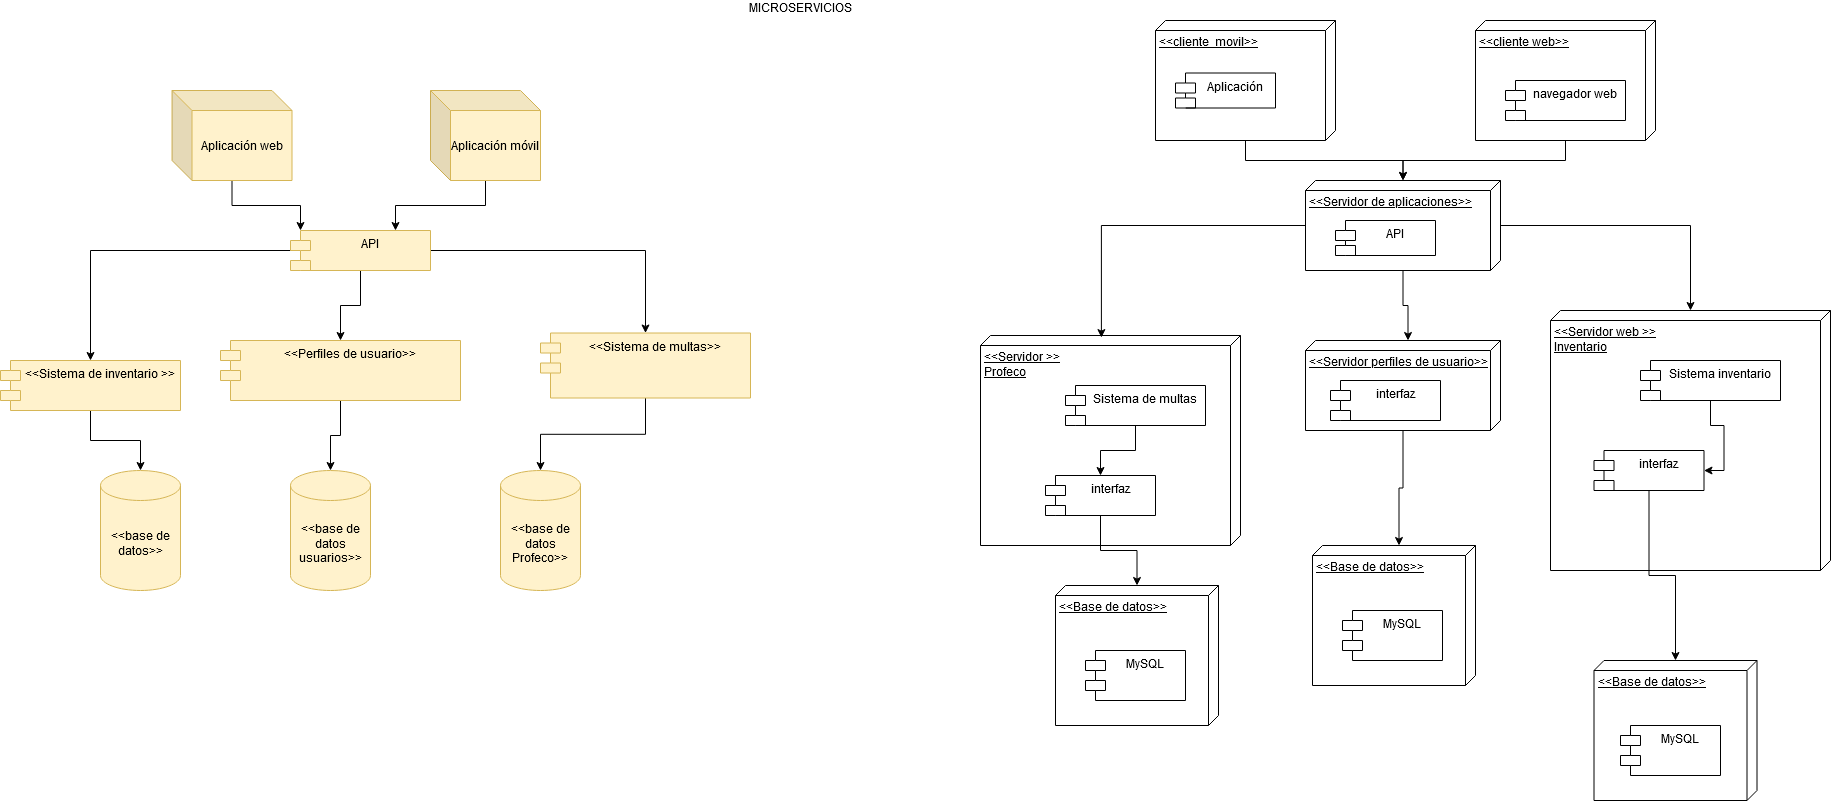 MICROSERVICIOS
Aplicación web
Aplicación móvil
API
<<Sistema de inventario >>
<<Perfiles de usuario>>
<<Sistema de multas>>
<<base de
datos>>
<<base de
datos
usuarios>>
<<base de
datos
Profeco>>
<<cliente movil>>
Aplicación
<<cliente web>>
navegador web
<<Servidor de aplicaciones>>
API
<<Servidor >>
Profeco
Sistema de multas
interfaz
<<Base de datos>>
MySQL
<<Servidor perfiles de usuario>>
interfaz
<<Base de datos>>
MySQL
<<Servidor web >>
Inventario
Sistema inventario
interfaz
<<Base de datos>>
MySQL